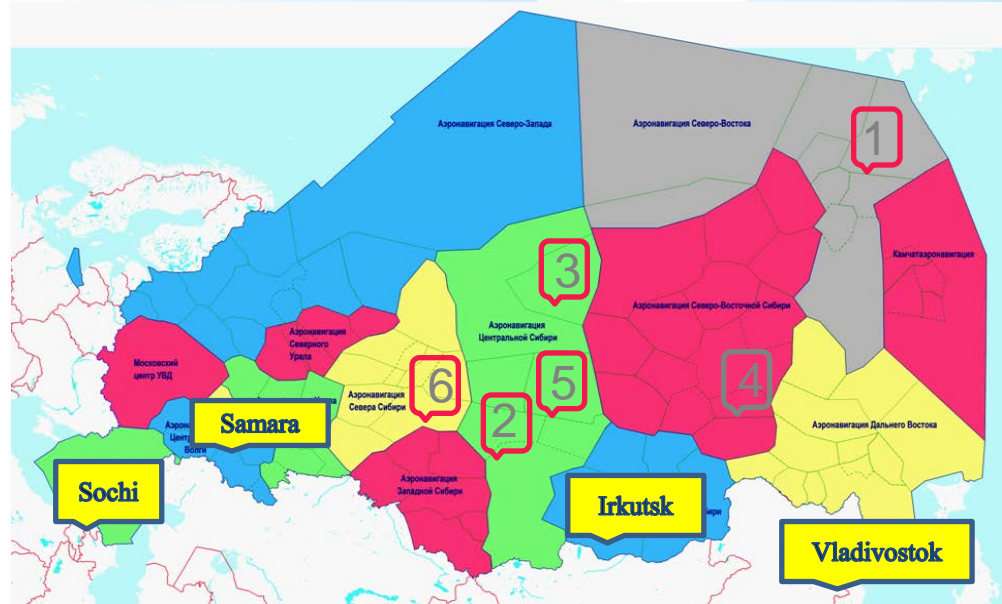 Аэронавигация Северо-Запада
Аэронавигация Северо-Востока
1
Камчатаэронавигация
3
Аэронавигация Северо-Восточной Сибири
Аэронавигация
Центральной Сибири
Аэронавигация
Северного
Урала
Московский
центр УВД
6
Аэронавигация
Севера Сибири
5
4
2
Аэронавигация Дальнего Востока
Samara
Волги
Аэронавигация
Западной Сибири
Sochi
Irkutsk
Vladivostok